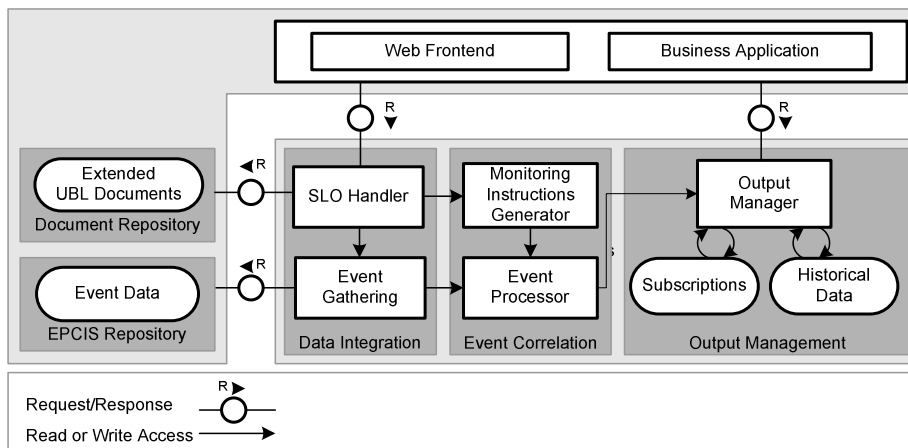 Web Frontend
Business Application
R
R
Extended
UBL Documents
Document Repository
R
SLO Handler
Monitoring
Instructions
Generator
Output
Manager
Event Data
EPCIS Repository
R
Event
Gathering
Event
Processor
s
Subscriptions
Historical
Data
Data Integration
Event Correlation
Output Management
R
Request/Response
Read or Write Access